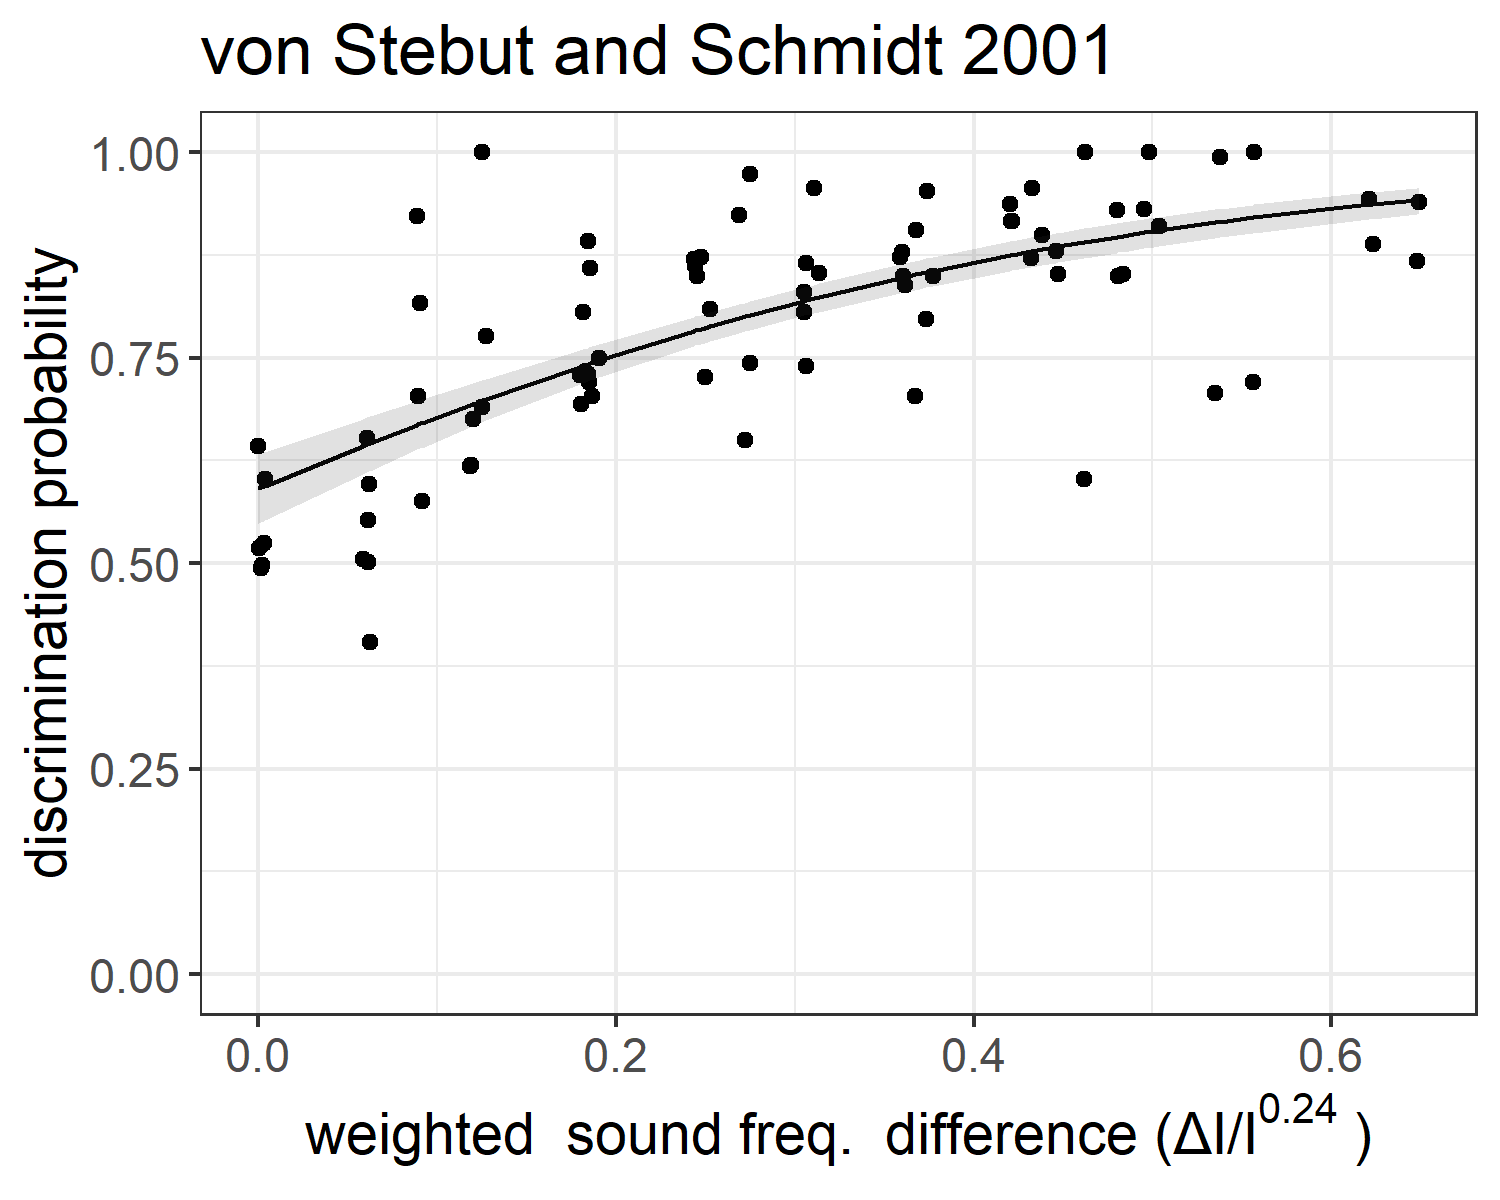 von Stebut and Schmidt 2001
discrimination probability
1.00
0.75
0.50
0.25
0.00
0.0 0.2 0.4 0.6
weighted  sound freq.  difference (ΔI/I^0.24 )